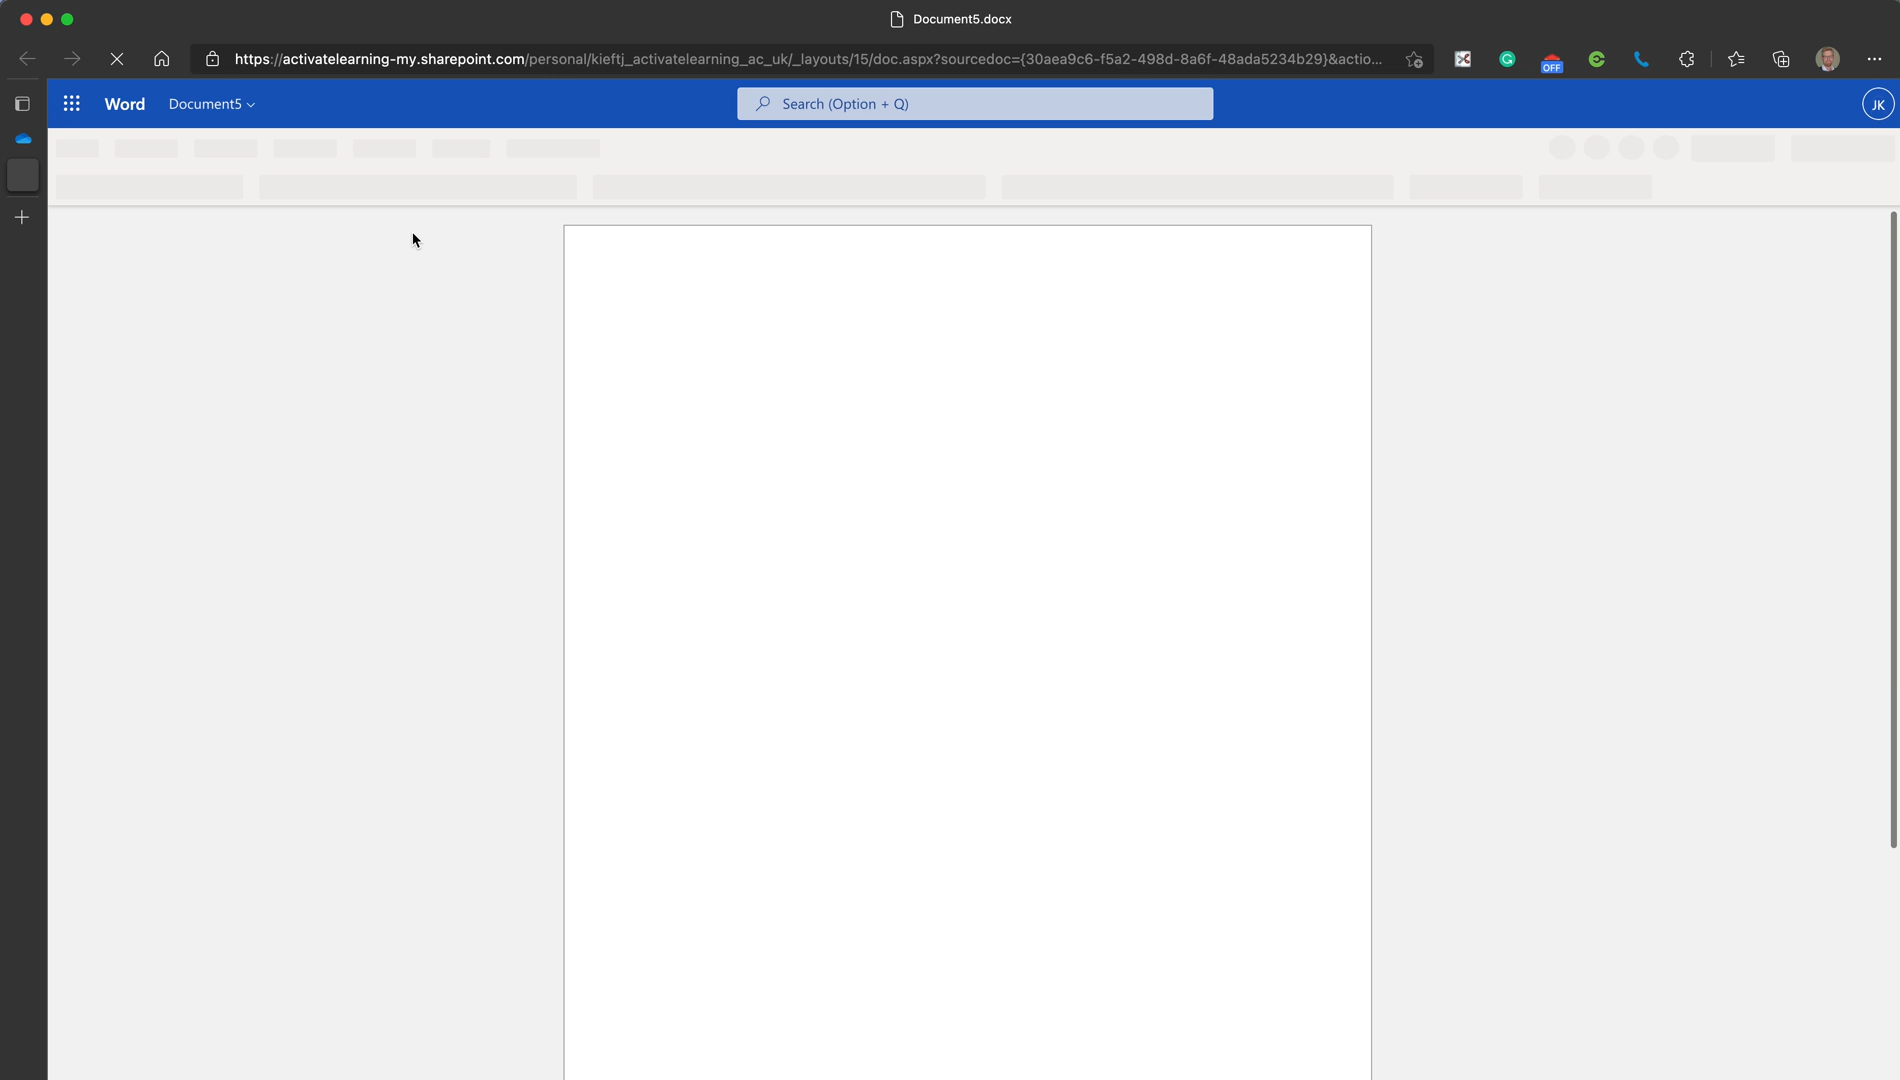 Document5.docx
https://activatelearning-my.sharepoint.com/personal/kieftj_activatelearning_ac_uk/_layouts/15/doc.aspx?sourcedoc={30aea9c6-f5a2-498d-8a6f-48ada5234b29}&actio...
OFF
Word Document5 Search (Option + Q) JK